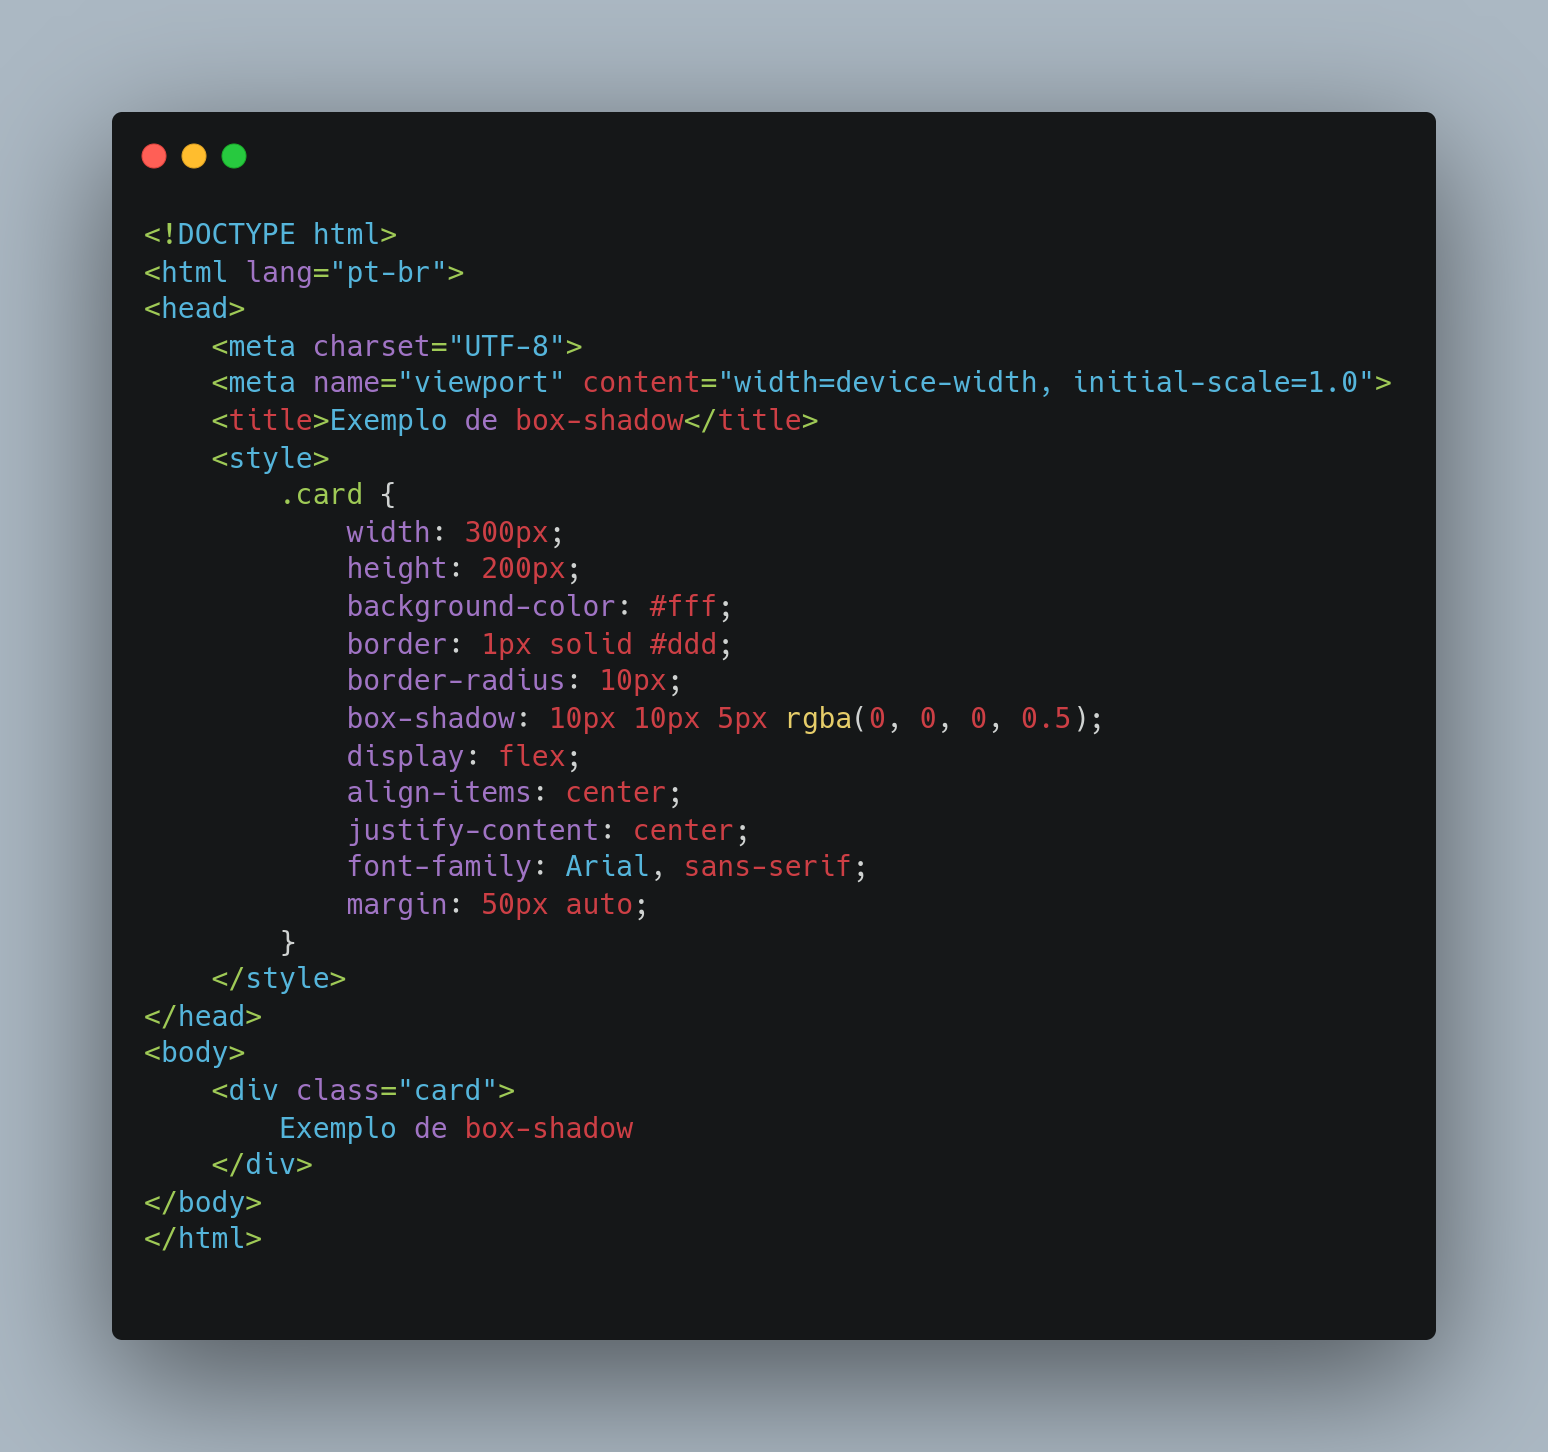 <!DOCTYPE html>
<html lang="pt-br">
<head>
    <meta charset="UTF-8">
    <meta name="viewport" content="width=device-width, initial-scale=1.0">
    <title>Exemplo de box-shadow</title>
    <style>
        .card {
            width: 300px;
            height: 200px;
            background-color: #fff;
            border: 1px solid #ddd;
            border-radius: 10px;
            box-shadow: 10px 10px 5px rgba(0, 0, 0, 0.5);
            display: flex;
            align-items: center;
            justify-content: center;
            font-family: Arial, sans-serif;
            margin: 50px auto;
        }
    </style>
</head>
<body>
    <div class="card">
        Exemplo de box-shadow
    </div>
</body>
</html>